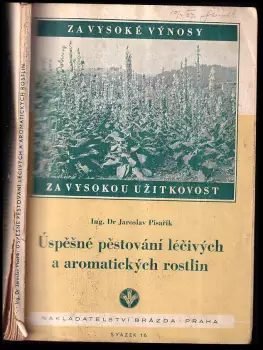 ZA VYSOKÉ VÝNOSY
ZA VYSOKOU UŽITKOVOST
Ing. Dr Jaroslav Pisařík
Úspěšné pěstování léčivých
a aromatických rostlin
NAKLADATELSTVÍ BRÁZDA - PRAHA
SVAZEK 16